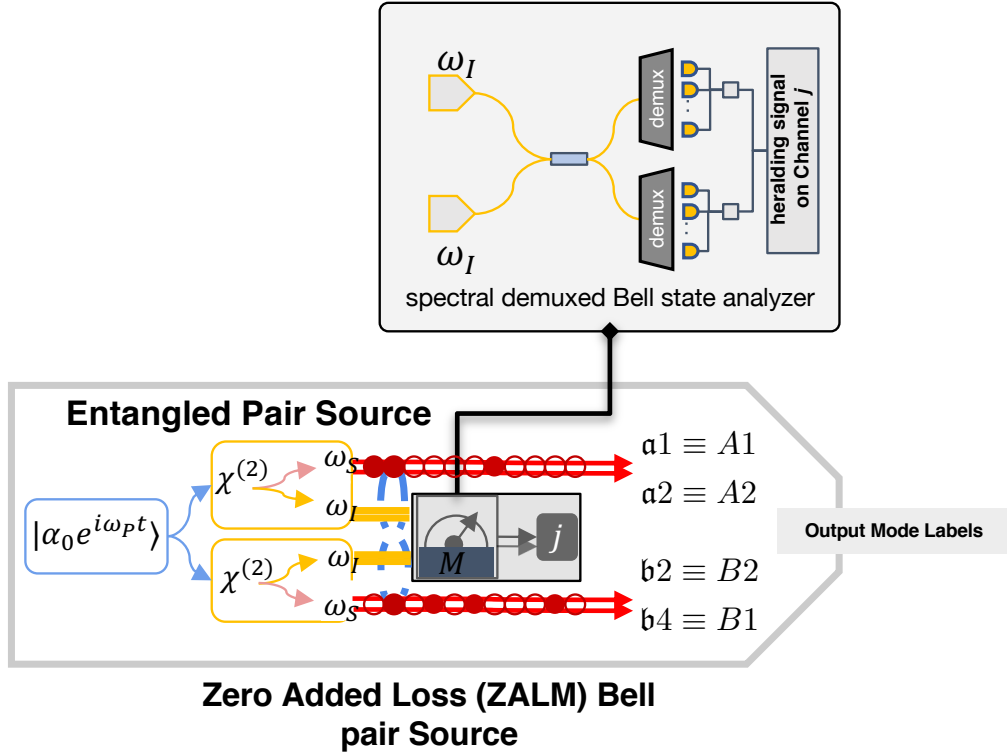 ω_I
demux
ω_I
demux
heralding signal
on Channel j
spectral demuxed Bell state analyzer
Entangled Pair Source
|α₀e^{iω_P t}⟩
χ⁽²⁾
ω_S
ω_I
χ⁽²⁾
ω_I
ω_S
M
j
𝔞1 ≡ A1
𝔞2 ≡ A2
𝔟2 ≡ B2
𝔟4 ≡ B1
Output Mode Labels
Zero Added Loss (ZALM) Bell
pair Source